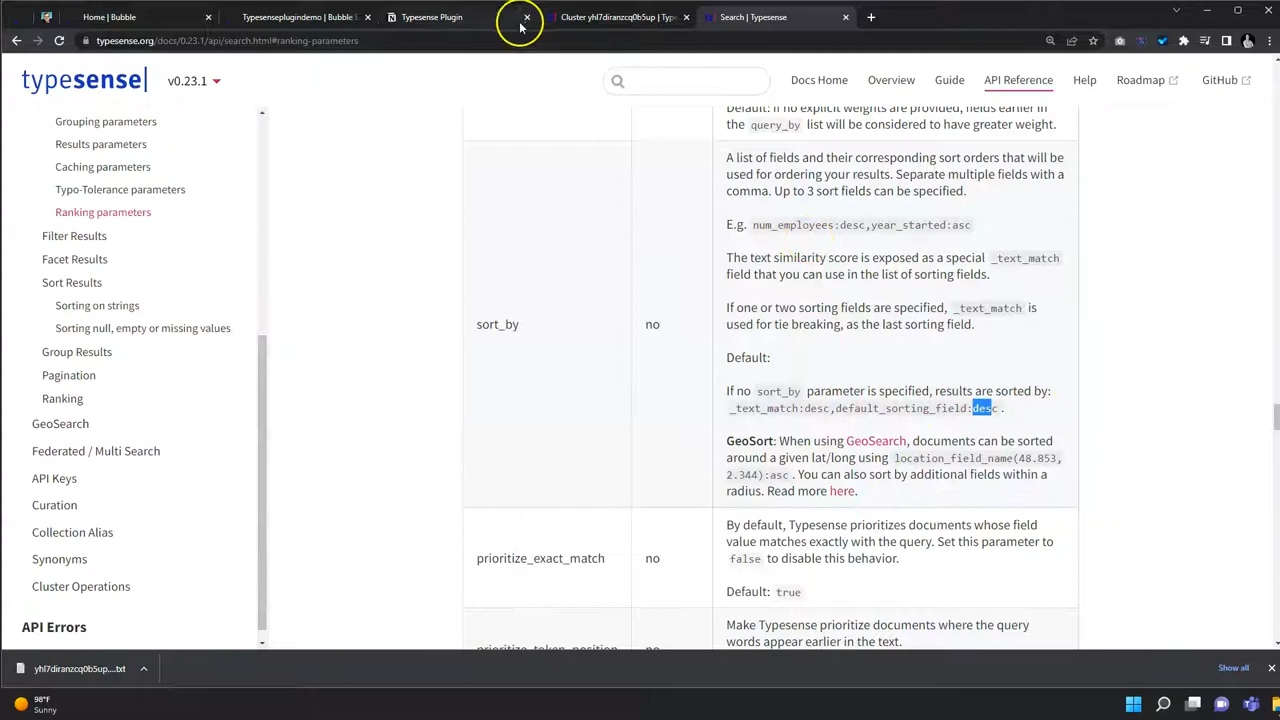 Home | Bubble
Typesenseplugindemo | Bubble E
Typesense Plugin
Cluster yhl7diranzcq0b5up | Type
Search | Typesense
typesense.org/docs/0.23.1/api/search.html#ranking-parameters
typesense
v0.23.1
Docs Home
Overview
Guide
API Reference
Help
Roadmap
GitHub
Grouping parameters
Results parameters
Caching parameters
Typo-Tolerance parameters
Ranking parameters
Filter Results
Facet Results
Sort Results
Sorting on strings
Sorting null, empty or missing values
Group Results
Pagination
Ranking
GeoSearch
Federated / Multi Search
API Keys
Curation
Collection Alias
Synonyms
Cluster Operations
API Errors
Default: If no explicit weights are provided, fields earlier in
the query_by list will be considered to have greater weight.
sort_by
no
A list of fields and their corresponding sort orders that will be
used for ordering your results. Separate multiple fields with a
comma. Up to 3 sort fields can be specified.
E.g. num_employees:desc,year_started:asc
The text similarity score is exposed as a special _text_match
field that you can use in the list of sorting fields.
If one or two sorting fields are specified, _text_match is
used for tie breaking, as the last sorting field.
Default:
If no sort_by parameter is specified, results are sorted by:
_text_match:desc,default_sorting_field:desc .
GeoSort: When using GeoSearch, documents can be sorted
around a given lat/long using location_field_name(48.853,
2.344):asc . You can also sort by additional fields within a
radius. Read more here.
prioritize_exact_match
no
By default, Typesense prioritizes documents whose field
value matches exactly with the query. Set this parameter to
false to disable this behavior.
Default: true
prioritize_token_position
no
Make Typesense prioritize documents where the query
words appear earlier in the text.
yhl7diranzcq0b5up....txt
Show all
98°F
Sunny